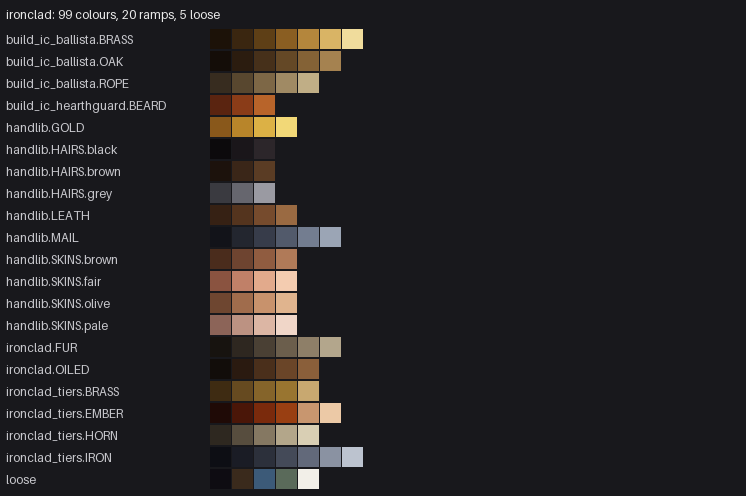 ironclad: 99 colours, 20 ramps, 5 loose
build_ic_ballista.BRASS
build_ic_ballista.OAK
build_ic_ballista.ROPE
build_ic_hearthguard.BEARD
handlib.GOLD
handlib.HAIRS.black
handlib.HAIRS.brown
handlib.HAIRS.grey
handlib.LEATH
handlib.MAIL
handlib.SKINS.brown
handlib.SKINS.fair
handlib.SKINS.olive
handlib.SKINS.pale
ironclad.FUR
ironclad.OILED
ironclad_tiers.BRASS
ironclad_tiers.EMBER
ironclad_tiers.HORN
ironclad_tiers.IRON
loose